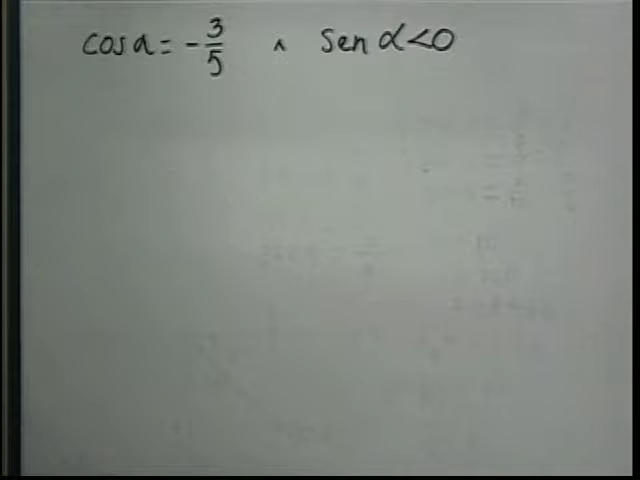 cos α = - 3/5 ∧ sen α < 0